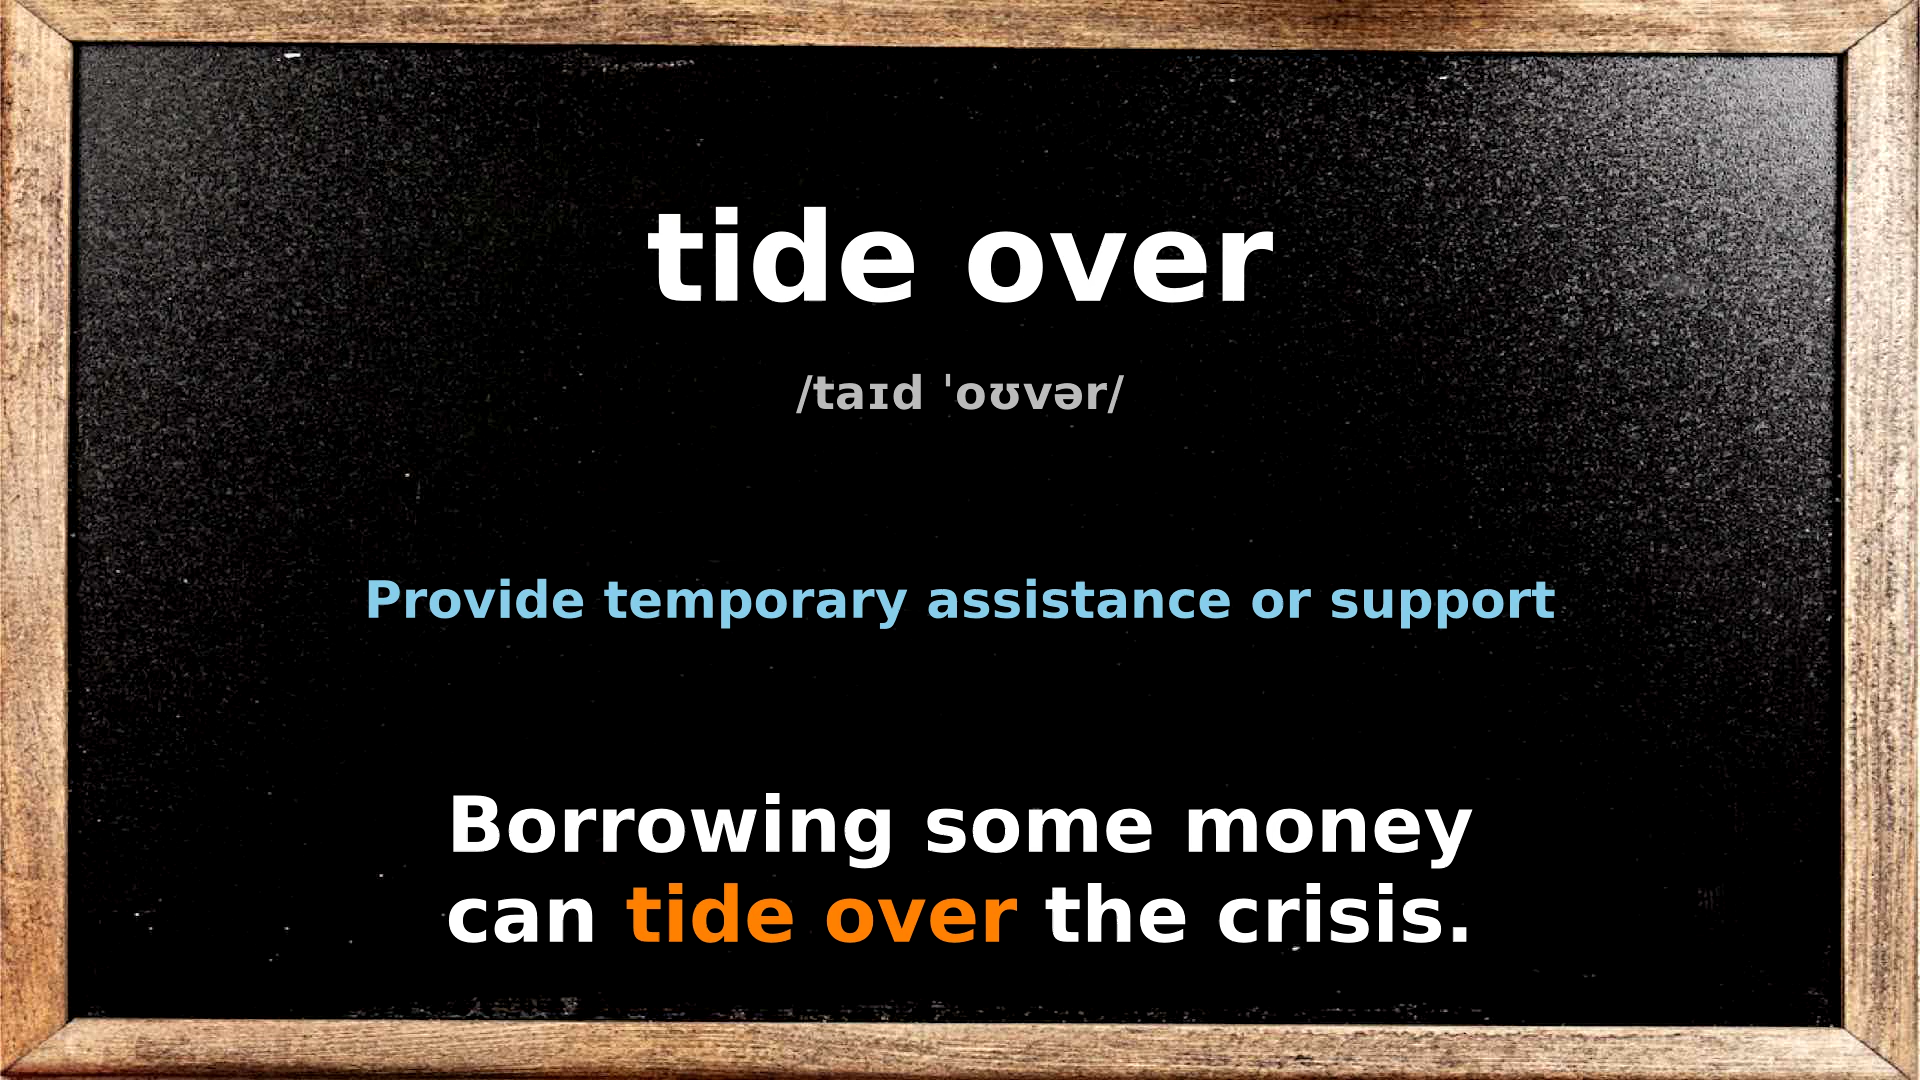 tide over
/taɪd ˈoʊvər/
Provide temporary assistance or support
Borrowing some money
can tide over the crisis.